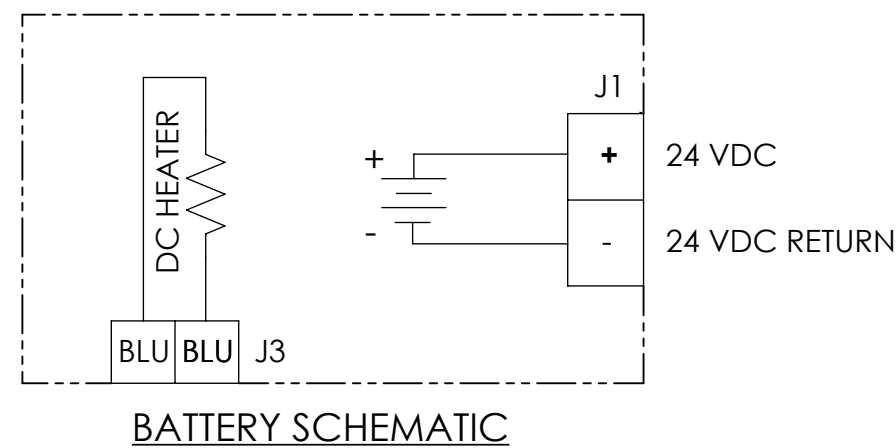 J1
+
+ 24 VDC
DC HEATER
-
- 24 VDC RETURN
BLU BLU J3
BATTERY SCHEMATIC